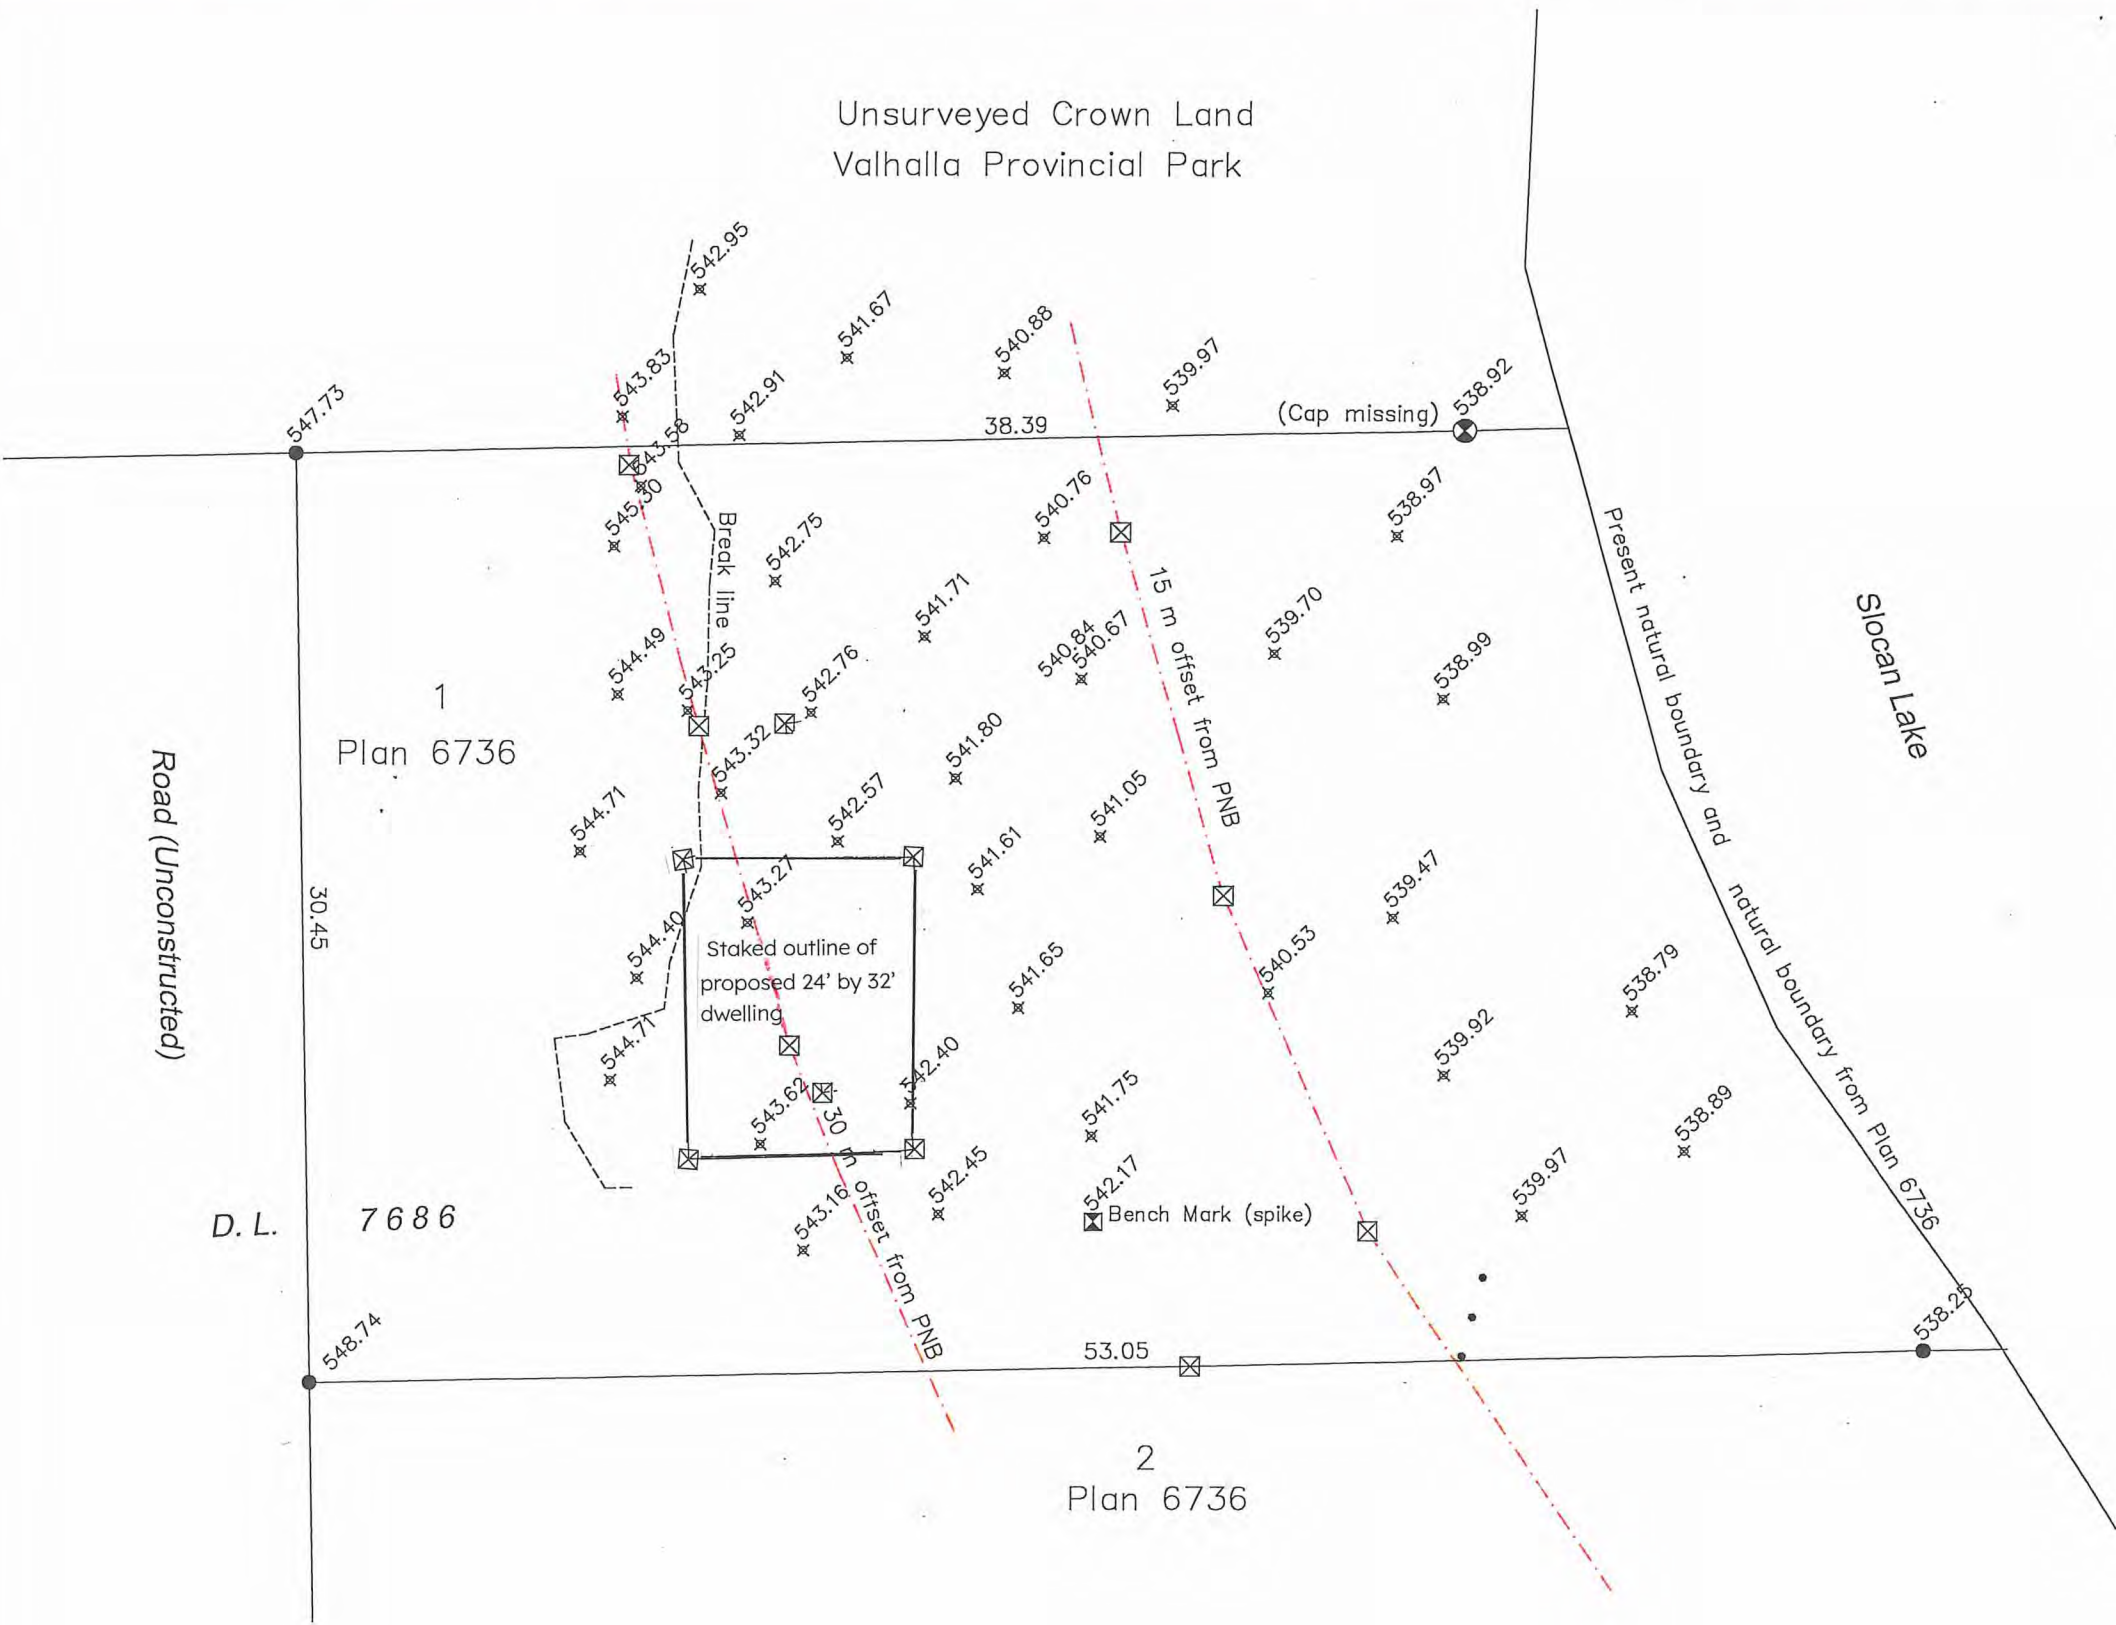 Unsurveyed Crown Land
Valhalla Provincial Park
542.95
541.67
540.88
543.83
539.97
542.91
538.92
547.73
(Cap missing)
38.39
543.58
545.30
540.76
538.97
Break line
542.75
541.71
15 m offset from PNB
540.84
540.67
539.70
Present natural boundary and
natural boundary from Plan 6736
Slocan Lake
544.49
543.25
542.76
538.99
1
Plan 6736
543.32
541.80
Road (Unconstructed)
544.71
542.57
541.05
541.61
543.27
539.47
30.45
544.40
Staked outline of
proposed 24' by 32'
dwelling
541.65
540.53
538.79
544.71
542.40
539.92
543.62
541.75
538.89
30 m offset from PNB
543.16
542.45
542.17
Bench Mark (spike)
539.97
D. L. 7686
548.74
53.05
538.25
2
Plan 6736